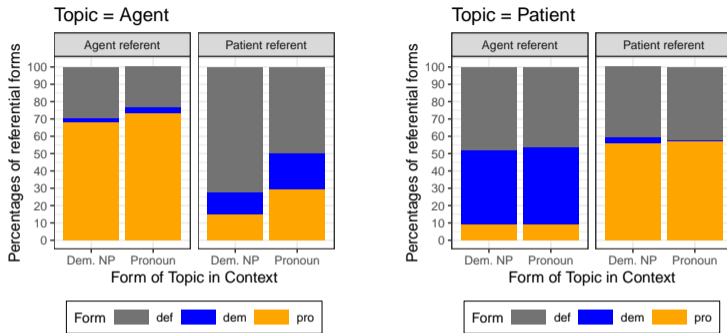 Topic = Agent
Agent referent
Patient referent
Percentages of referential forms
100
90
80
70
60
50
40
30
20
10
0
Dem. NP
Pronoun
Dem. NP
Pronoun
Form of Topic in Context
Form
def
dem
pro
Topic = Patient
Agent referent
Patient referent
Percentages of referential forms
100
90
80
70
60
50
40
30
20
10
0
Dem. NP
Pronoun
Dem. NP
Pronoun
Form of Topic in Context
Form
def
dem
pro